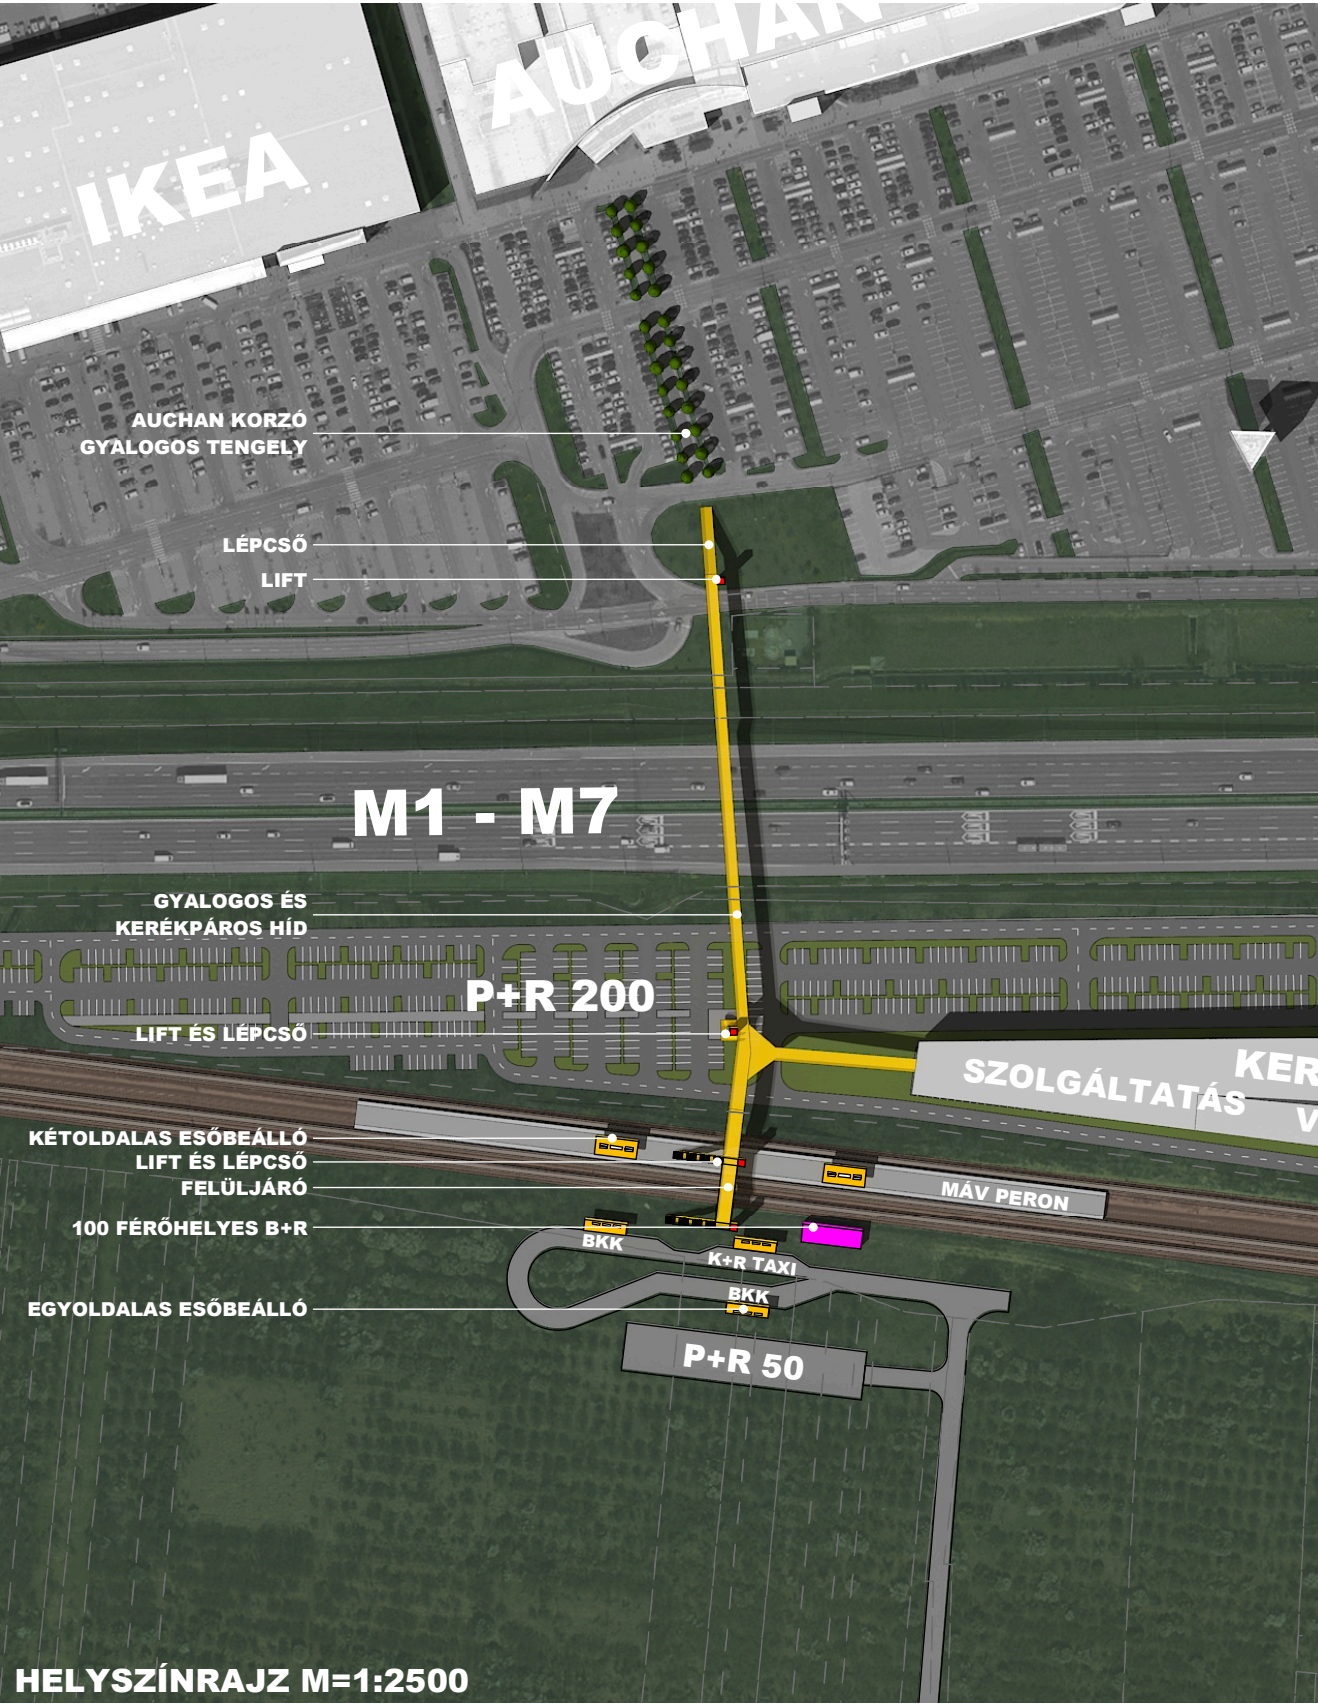 AUCHAN
IKEA
AUCHAN KORZÓ
GYALOGOS TENGELY
LÉPCSŐ
LIFT
M1 - M7
GYALOGOS ÉS
KERÉKPÁROS HÍD
P+R 200
LIFT ÉS LÉPCSŐ
KER
SZOLGÁLTATÁS
V
KÉTOLDALAS ESŐBEÁLLÓ
LIFT ÉS LÉPCSŐ
FELÜLJÁRÓ
MÁV PERON
100 FÉRŐHELYES B+R
BKK
K+R TAXI
BKK
EGYOLDALAS ESŐBEÁLLÓ
P+R 50
HELYSZÍNRAJZ M=1:2500